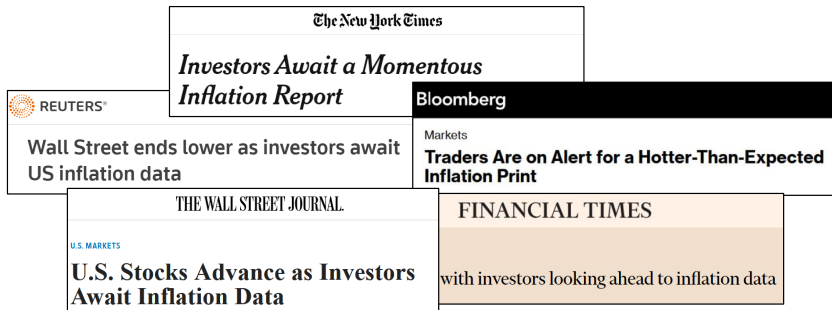 The New York Times
Investors Await a Momentous
Inflation Report
REUTERS®
Wall Street ends lower as investors await
US inflation data
Bloomberg
Markets
Traders Are on Alert for a Hotter-Than-Expected
Inflation Print
THE WALL STREET JOURNAL.
U.S. MARKETS
U.S. Stocks Advance as Investors
Await Inflation Data
FINANCIAL TIMES
with investors looking ahead to inflation data